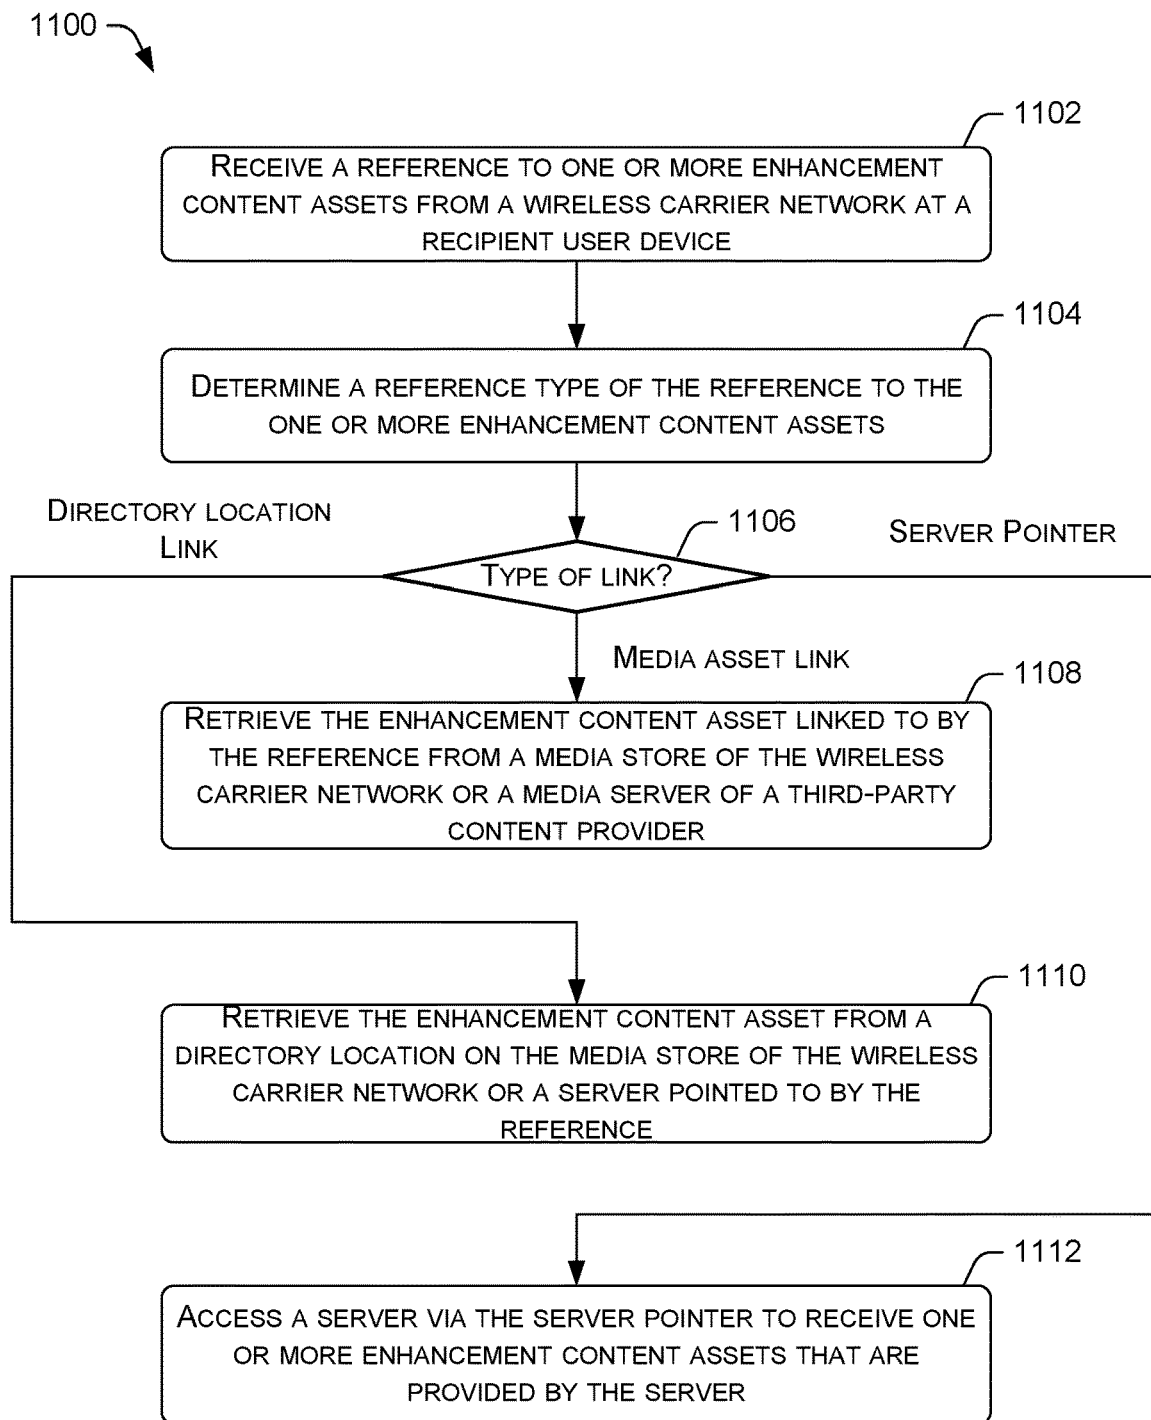 1100
1102
RECEIVE A REFERENCE TO ONE OR MORE ENHANCEMENT
CONTENT ASSETS FROM A WIRELESS CARRIER NETWORK AT A
RECIPIENT USER DEVICE
1104
DETERMINE A REFERENCE TYPE OF THE REFERENCE TO THE
ONE OR MORE ENHANCEMENT CONTENT ASSETS
DIRECTORY LOCATION
LINK
1106
SERVER POINTER
TYPE OF LINK?
MEDIA ASSET LINK
1108
RETRIEVE THE ENHANCEMENT CONTENT ASSET LINKED TO BY
THE REFERENCE FROM A MEDIA STORE OF THE WIRELESS
CARRIER NETWORK OR A MEDIA SERVER OF A THIRD-PARTY
CONTENT PROVIDER
1110
RETRIEVE THE ENHANCEMENT CONTENT ASSET FROM A
DIRECTORY LOCATION ON THE MEDIA STORE OF THE WIRELESS
CARRIER NETWORK OR A SERVER POINTED TO BY THE
REFERENCE
1112
ACCESS A SERVER VIA THE SERVER POINTER TO RECEIVE ONE
OR MORE ENHANCEMENT CONTENT ASSETS THAT ARE
PROVIDED BY THE SERVER